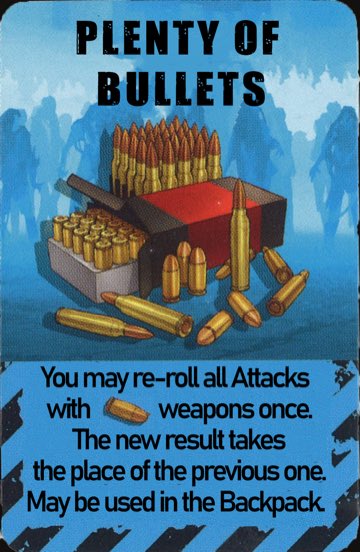 PLENTY OF
BULLETS
You may re-roll all Attacks
with weapons once.
The new result takes
the place of the previous one.
May be used in the Backpack.